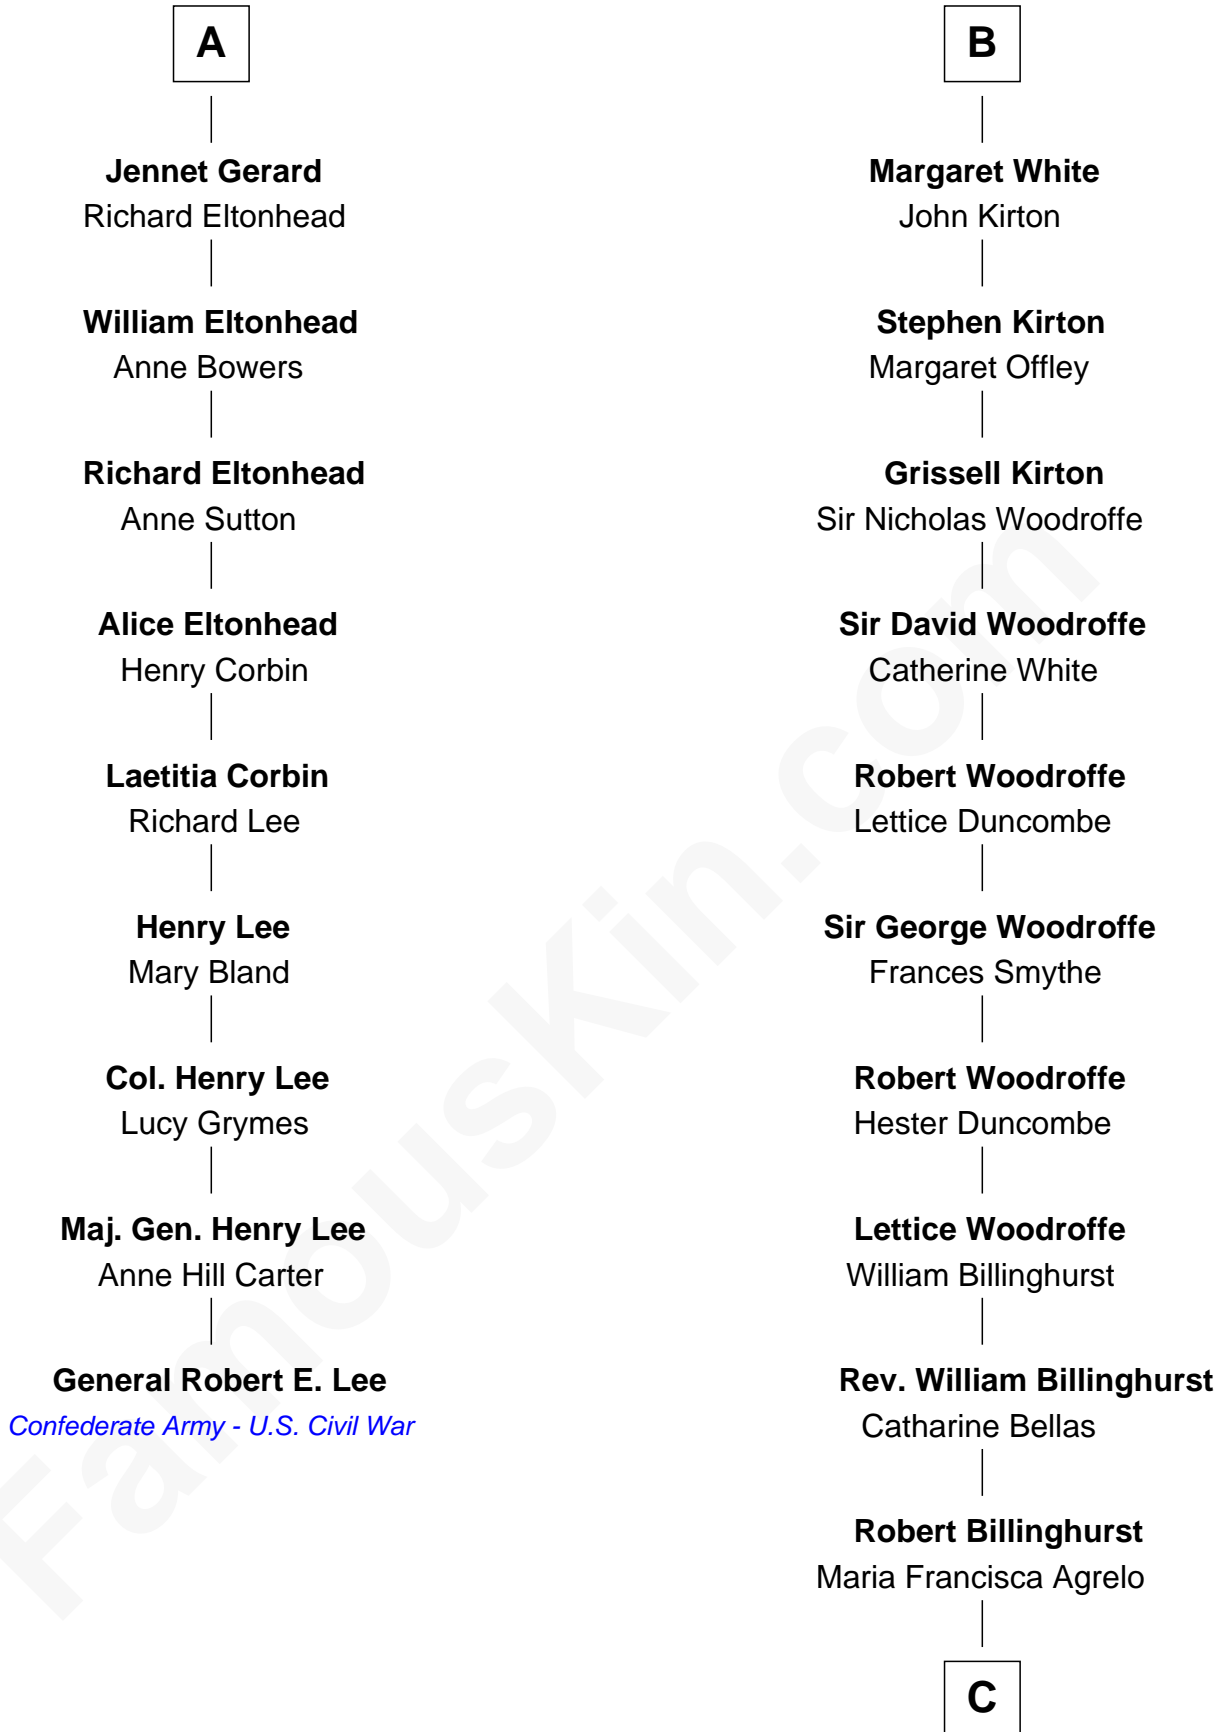 A
Jennet Gerard
Richard Eltonhead
William Eltonhead
Anne Bowers
Richard Eltonhead
Anne Sutton
Alice Eltonhead
Henry Corbin
Laetitia Corbin
Richard Lee
Henry Lee
Mary Bland
Col. Henry Lee
Lucy Grymes
Maj. Gen. Henry Lee
Anne Hill Carter
General Robert E. Lee
Confederate Army - U.S. Civil War
B
Margaret White
John Kirton
Stephen Kirton
Margaret Offley
Grissell Kirton
Sir Nicholas Woodroffe
Sir David Woodroffe
Catherine White
Robert Woodroffe
Lettice Duncombe
Sir George Woodroffe
Frances Smythe
Robert Woodroffe
Hester Duncombe
Lettice Woodroffe
William Billinghurst
Rev. William Billinghurst
Catharine Bellas
Robert Billinghurst
Maria Francisca Agrelo
C
FamousKin.com